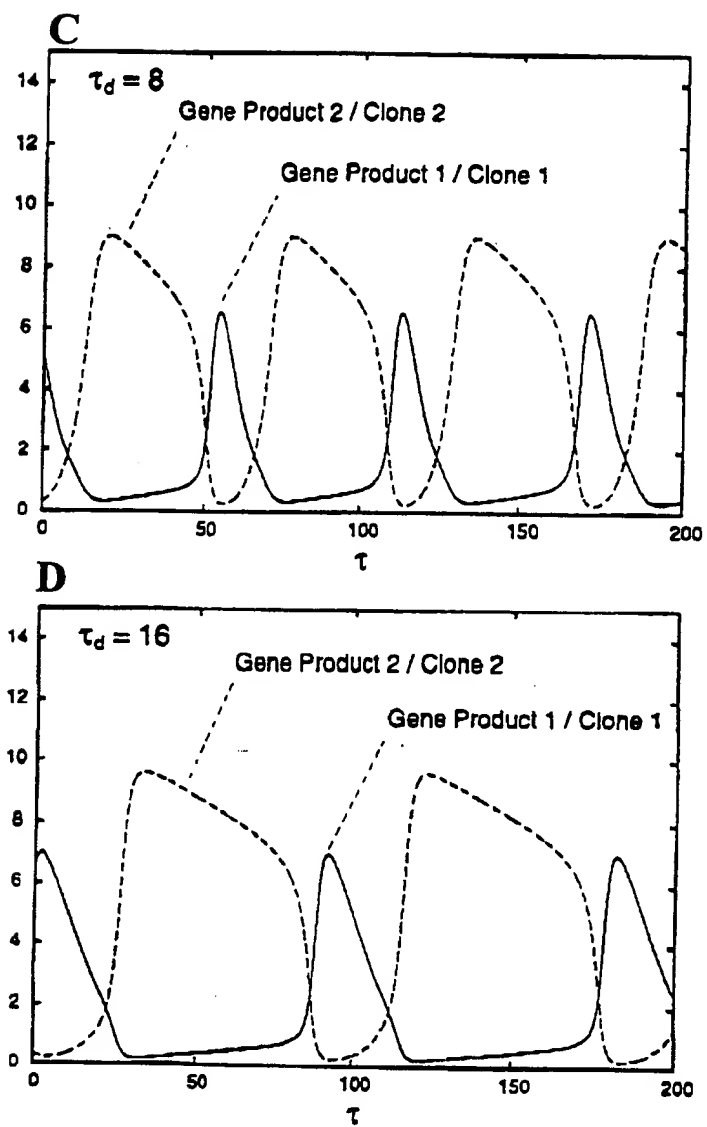 C
14
τd = 8
Gene Product 2 / Clone 2
12
Gene Product 1 / Clone 1
10
8
6
4
2
0
0 50 100 150 200
τ
D
14
τd = 16
Gene Product 2 / Clone 2
12
Gene Product 1 / Clone 1
10
8
6
4
2
0
0 50 100 150 200
τ